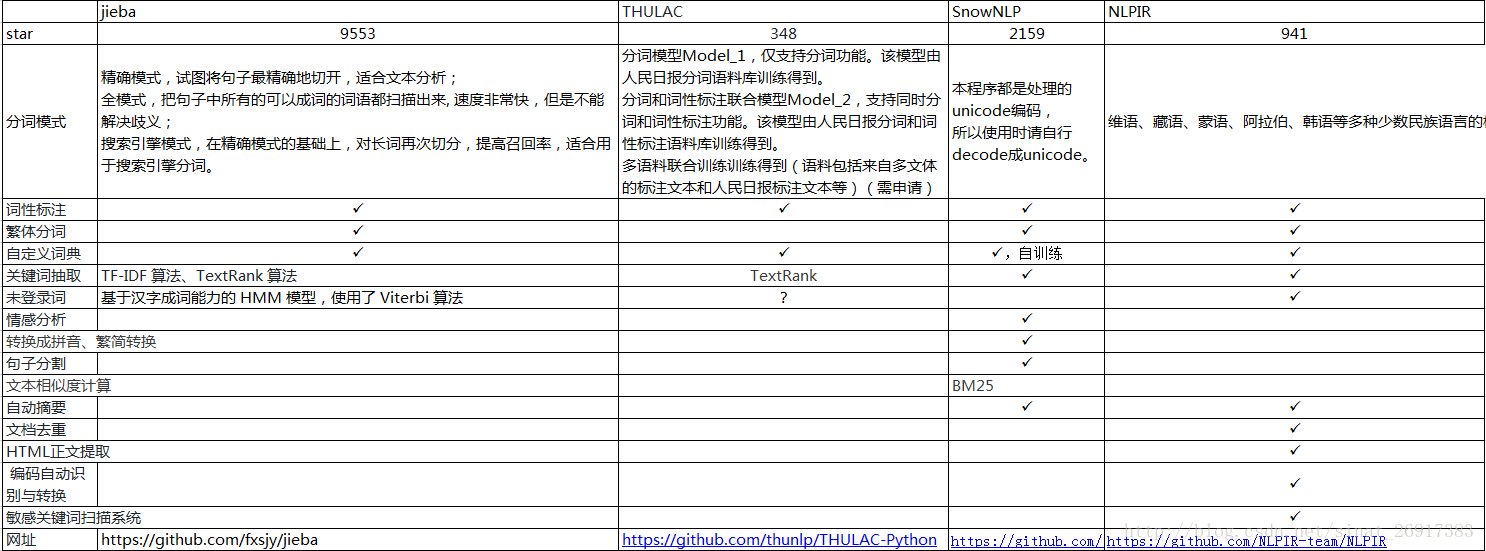 jieba THULAC SnowNLP NLPIR
star 9553 348 2159 941
分词模式
精确模式，试图将句子最精确地切开，适合文本分析；
全模式，把句子中所有的可以成词的词语都扫描出来, 速度非常快，但是不能
解决歧义；
搜索引擎模式，在精确模式的基础上，对长词再次切分，提高召回率，适合用
于搜索引擎分词。
分词模型Model_1，仅支持分词功能。该模型由
人民日报分词语料库训练得到。
分词和词性标注联合模型Model_2，支持同时分
词和词性标注功能。该模型由人民日报分词和词
性标注语料库训练得到。
多语料联合训练训练得到（语料包括来自多文体
的标注文本和人民日报标注文本等）（需申请）
本程序都是处理的
unicode编码，
所以使用时请自行
decode成unicode。
维语、藏语、蒙语、阿拉伯、韩语等多种少数民族语言的
词性标注 ✓ ✓ ✓ ✓
繁体分词 ✓ ✓ ✓
自定义词典 ✓ ✓ ✓，自训练 ✓
关键词抽取 TF-IDF 算法、TextRank 算法 TextRank ✓ ✓
未登录词 基于汉字成词能力的 HMM 模型，使用了 Viterbi 算法 ? ✓
情感分析 ✓
转换成拼音、繁简转换 ✓
句子分割 ✓
文本相似度计算 BM25
自动摘要 ✓ ✓
文档去重 ✓
HTML正文提取 ✓
编码自动识
别与转换 ✓
敏感关键词扫描系统 ✓
网址 https://github.com/fxsjy/jieba https://github.com/thunlp/THULAC-Python https://github.com/ https://github.com/NLPIR-team/NLPIR